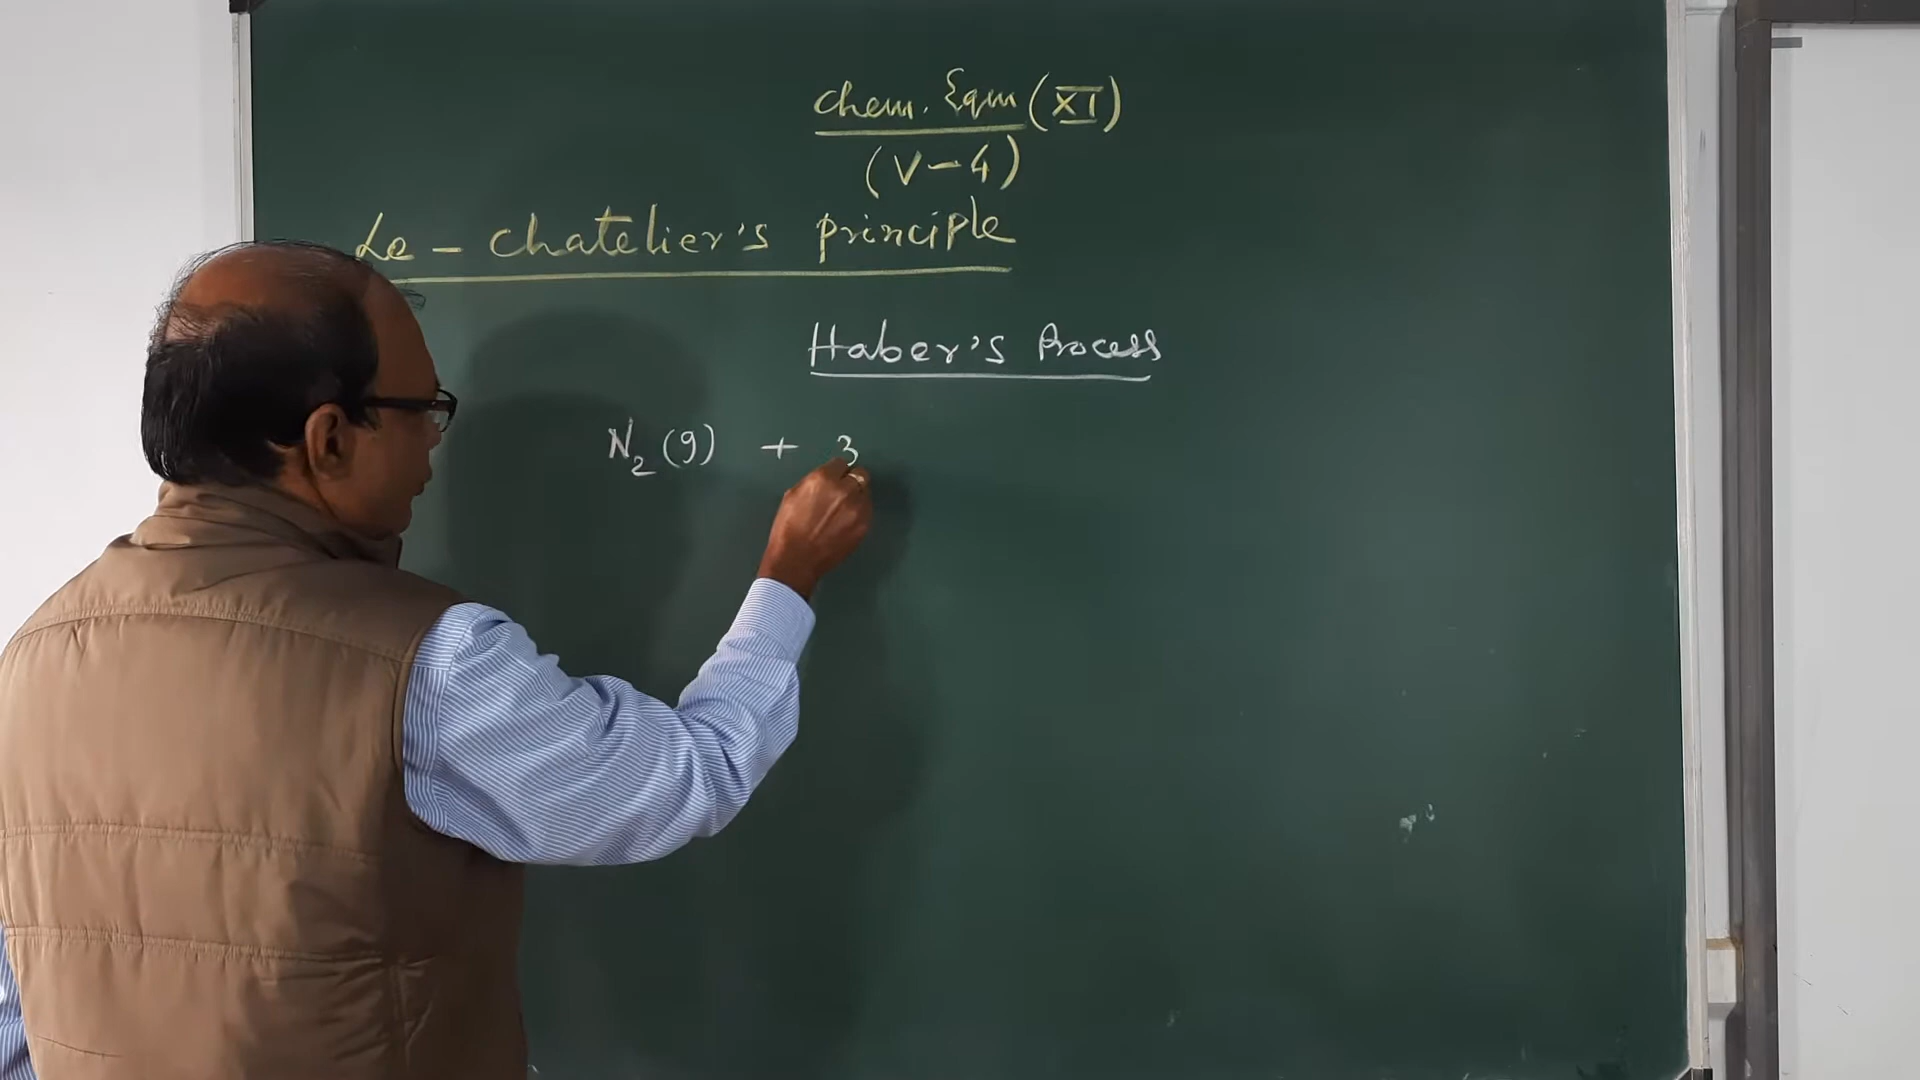 Chem. Eqm (XI)
(V-4)
Le - Chatelier's principle
Haber's Process
N₂(g) + 3